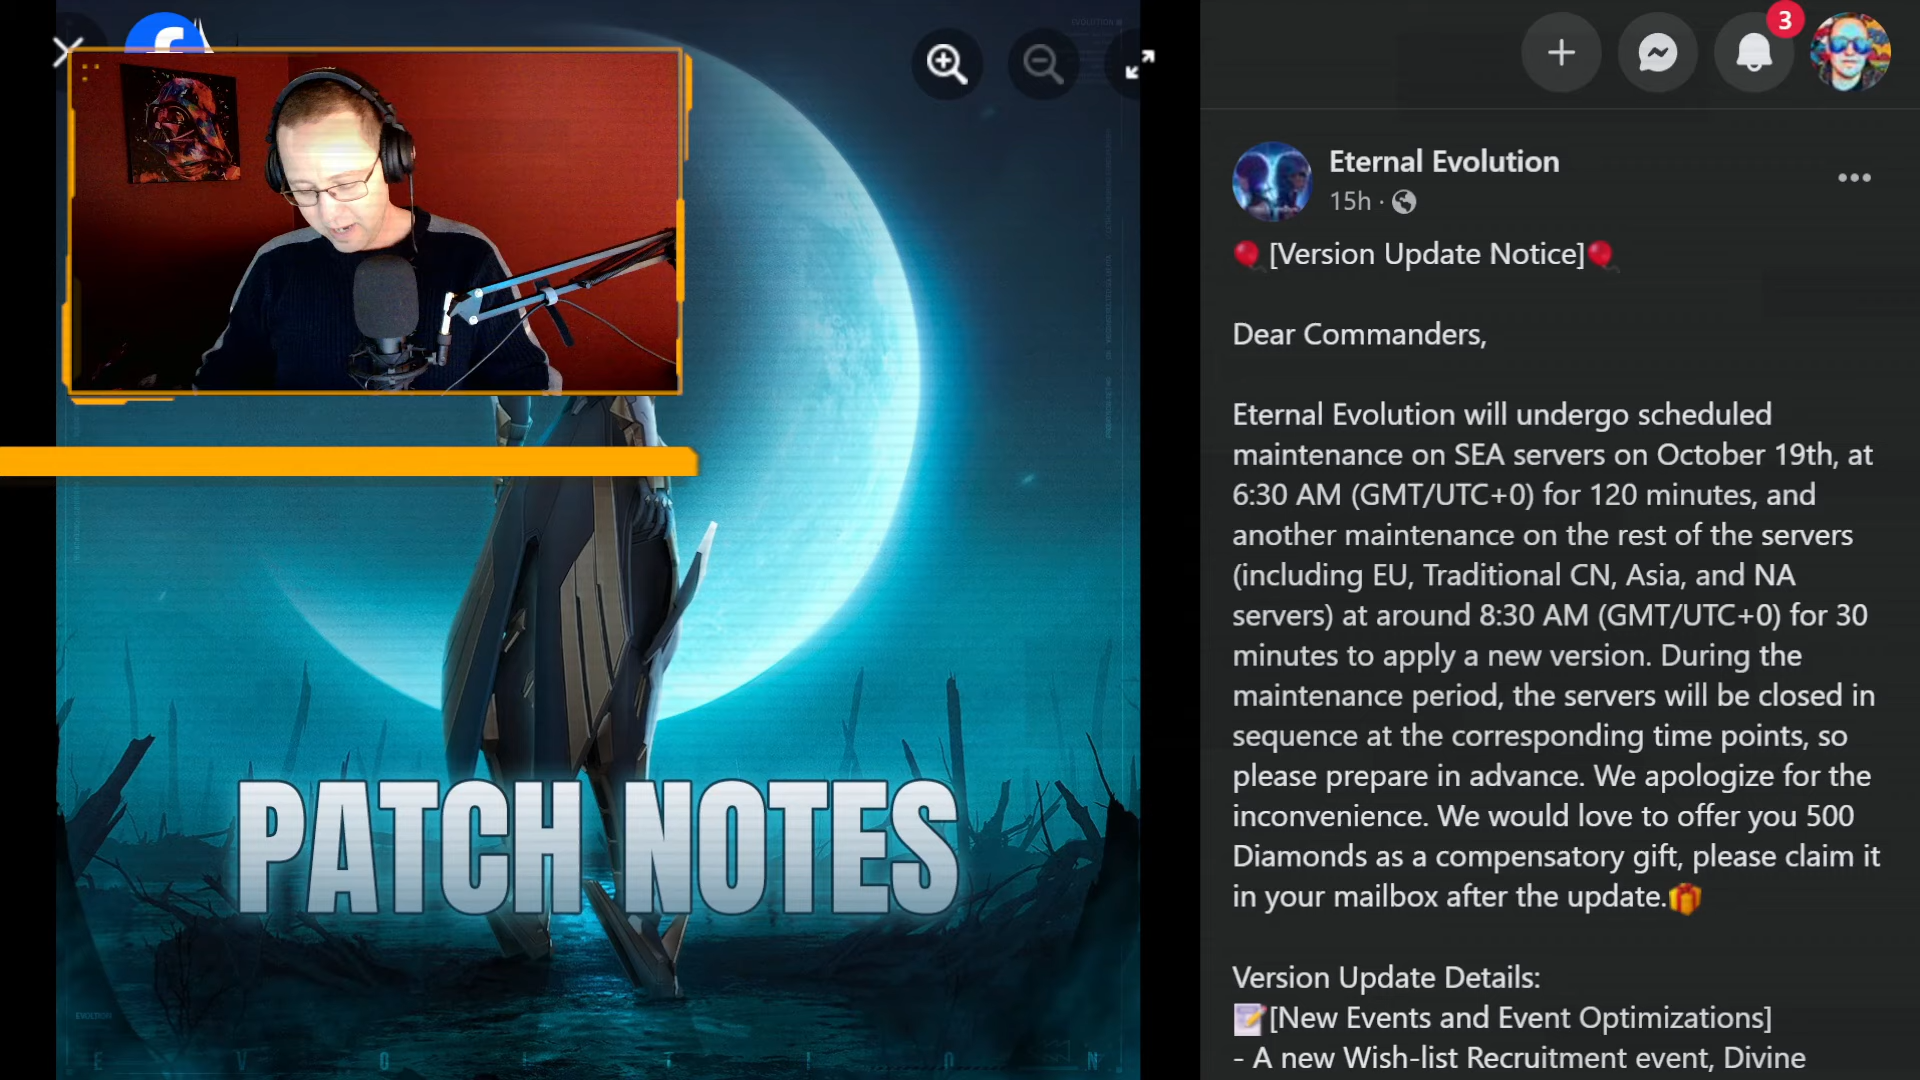 3
Eternal Evolution
15h ·
[Version Update Notice]
Dear Commanders,
Eternal Evolution will undergo scheduled
maintenance on SEA servers on October 19th, at
6:30 AM (GMT/UTC+0) for 120 minutes, and
another maintenance on the rest of the servers
(including EU, Traditional CN, Asia, and NA
servers) at around 8:30 AM (GMT/UTC+0) for 30
minutes to apply a new version. During the
maintenance period, the servers will be closed in
sequence at the corresponding time points, so
please prepare in advance. We apologize for the
inconvenience. We would love to offer you 500
Diamonds as a compensatory gift, please claim it
in your mailbox after the update.
Version Update Details:
[New Events and Event Optimizations]
- A new Wish-list Recruitment event, Divine
PATCH NOTES
EVOLTION
E V O I T I O N